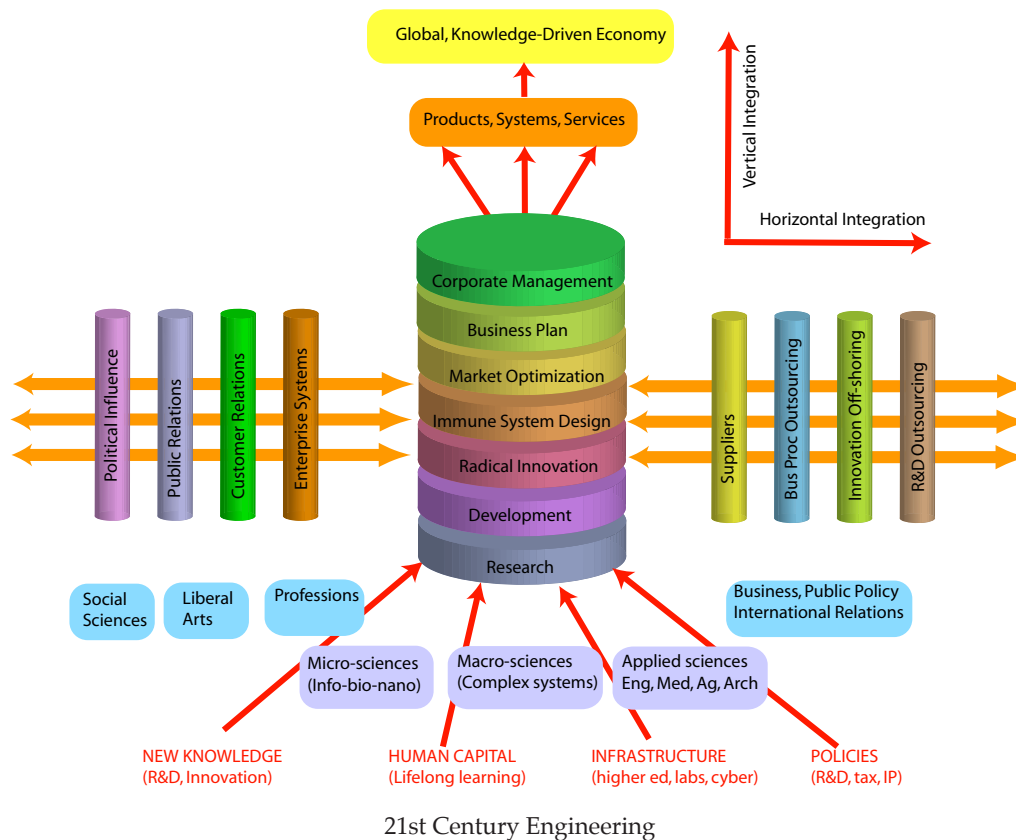 Global, Knowledge-Driven Economy
Products, Systems, Services
Vertical Integration
Horizontal Integration
Corporate Management
Business Plan
Market Optimization
Immune System Design
Radical Innovation
Development
Research
Political Influence
Public Relations
Customer Relations
Enterprise Systems
Suppliers
Bus Proc Outsourcing
Innovation Off-shoring
R&D Outsourcing
Social
Sciences
Liberal
Arts
Professions
Business, Public Policy
International Relations
Micro-sciences
(Info-bio-nano)
Macro-sciences
(Complex systems)
Applied sciences
Eng, Med, Ag, Arch
NEW KNOWLEDGE
(R&D, Innovation)
HUMAN CAPITAL
(Lifelong learning)
INFRASTRUCTURE
(higher ed, labs, cyber)
POLICIES
(R&D, tax, IP)
21st Century Engineering